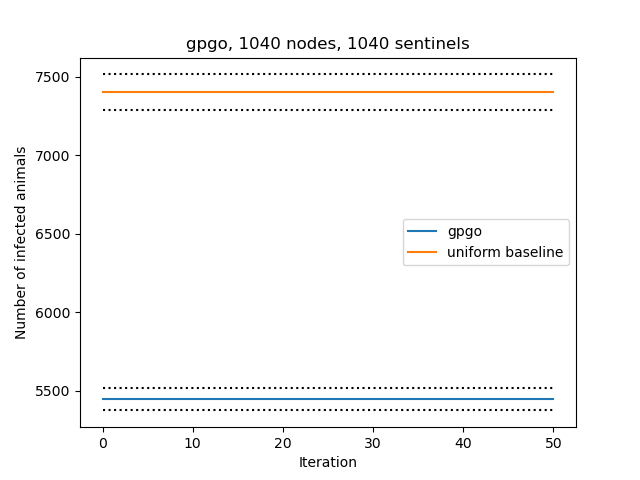 gpgo, 1040 nodes, 1040 sentinels
7500
7000
6500
6000
5500
Number of infected animals
gpgo
uniform baseline
0 10 20 30 40 50
Iteration